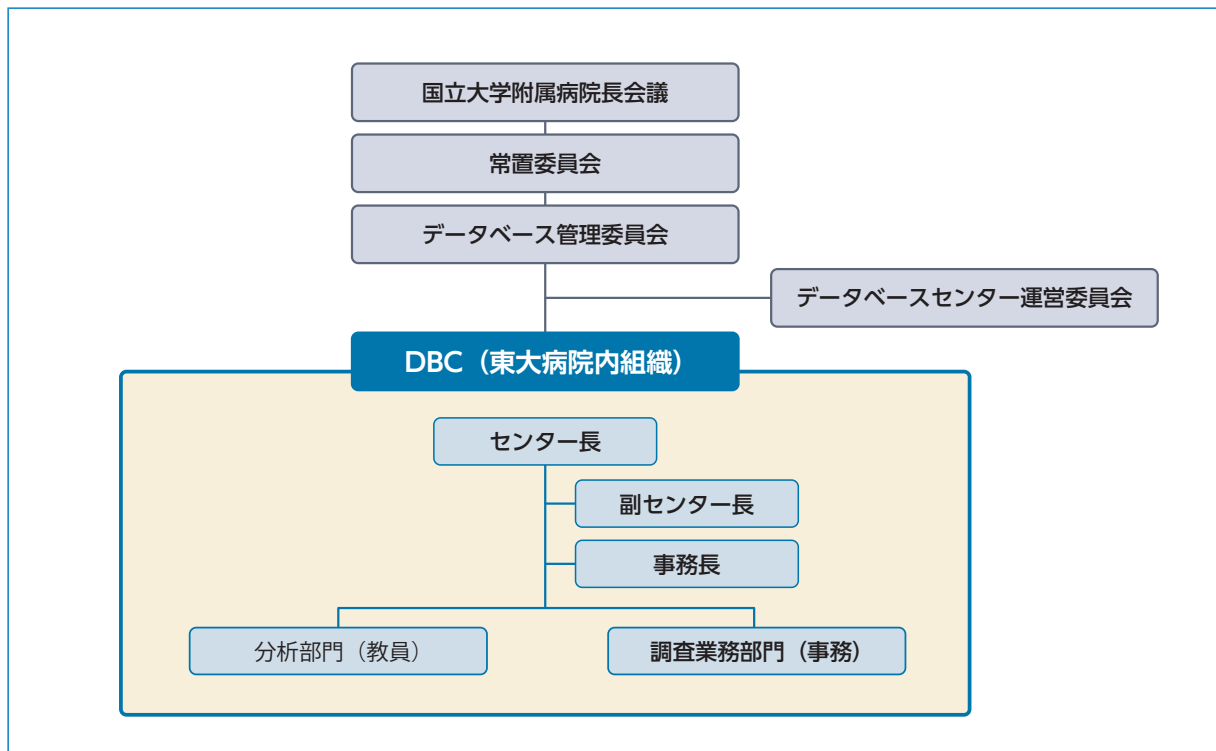 国立大学附属病院長会議
常置委員会
データベース管理委員会
データベースセンター運営委員会
DBC（東大病院内組織）
センター長
副センター長
事務長
分析部門（教員）
調査業務部門（事務）